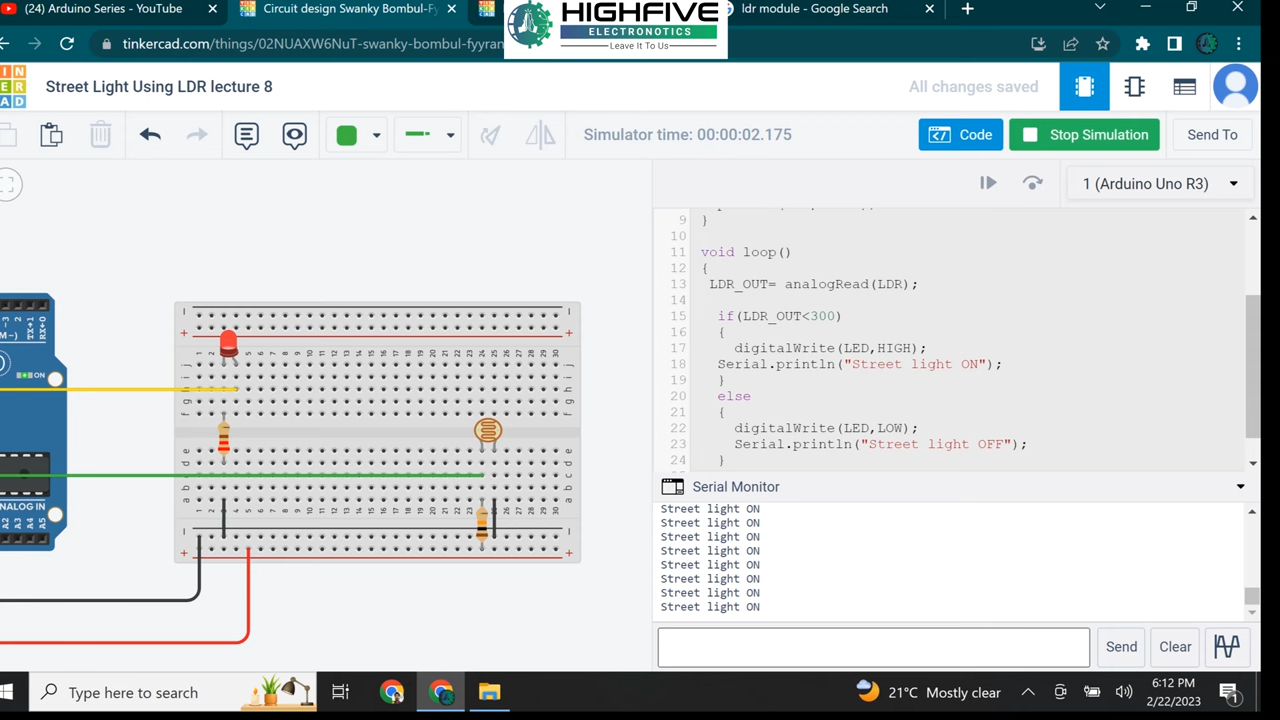 (24) Arduino Series - YouTube
Circuit design Swanky Bombul-Fy
ldr module - Google Search
HIGHFIVE
ELECTRONOTICS
Leave It To Us
tinkercad.com/things/02NUAXW6NuT-swanky-bombul-fyyran
Street Light Using LDR lecture 8
All changes saved
Simulator time: 00:00:02.175
Code
Stop Simulation
Send To
1 (Arduino Uno R3)
9 }
10
11 void loop()
12 {
13 LDR_OUT= analogRead(LDR);
14
15 if(LDR_OUT<300)
16 {
17 digitalWrite(LED,HIGH);
18 Serial.println("Street light ON");
19 }
20 else
21 {
22 digitalWrite(LED,LOW);
23 Serial.println("Street light OFF");
24 }
Serial Monitor
Street light ON
Street light ON
Street light ON
Street light ON
Street light ON
Street light ON
Street light ON
Street light ON
Send
Clear
ON
ANALOG IN
A2 A3 A4 A5
Type here to search
21°C Mostly clear
6:12 PM
2/22/2023